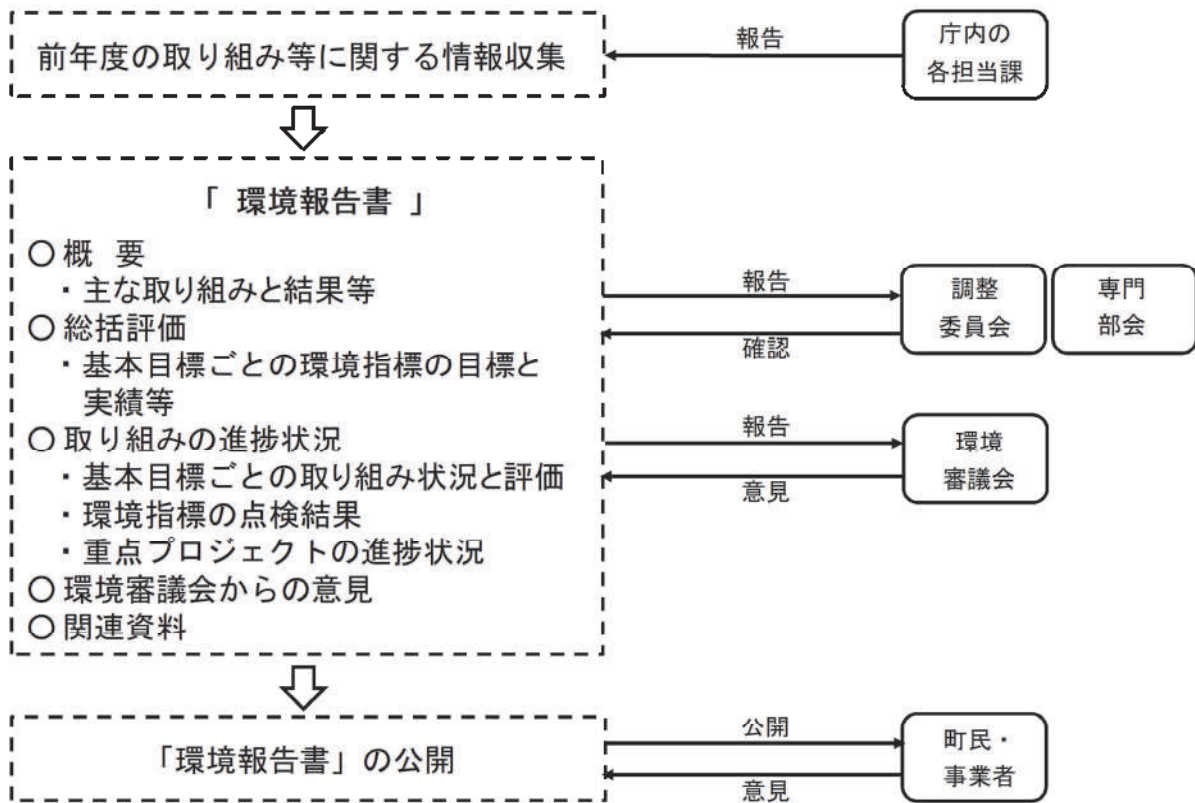 前年度の取り組み等に関する情報収集
報告
庁内の
各担当課
「 環境報告書 」
○ 概 要
・主な取り組みと結果等
○ 総括評価
・基本目標ごとの環境指標の目標と
実績等
○ 取り組みの進捗状況
・基本目標ごとの取り組み状況と評価
・環境指標の点検結果
・重点プロジェクトの進捗状況
○ 環境審議会からの意見
○ 関連資料
報告
確認
調整
委員会
専門
部会
報告
意見
環境
審議会
「環境報告書」の公開
公開
意見
町民・
事業者